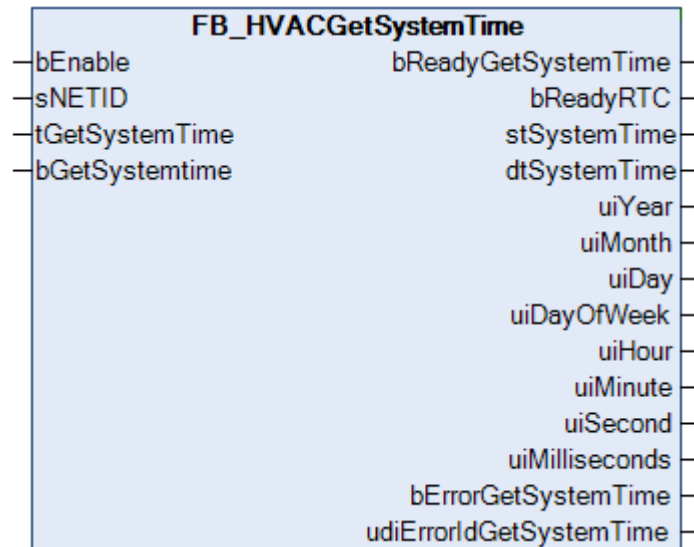 FB_HVACGetSystemTime
bEnable bReadyGetSystemTime
sNETID bReadyRTC
tGetSystemTime stSystemTime
bGetSystemtime dtSystemTime
uiYear
uiMonth
uiDay
uiDayOfWeek
uiHour
uiMinute
uiSecond
uiMilliseconds
bErrorGetSystemTime
udiErrorIdGetSystemTime